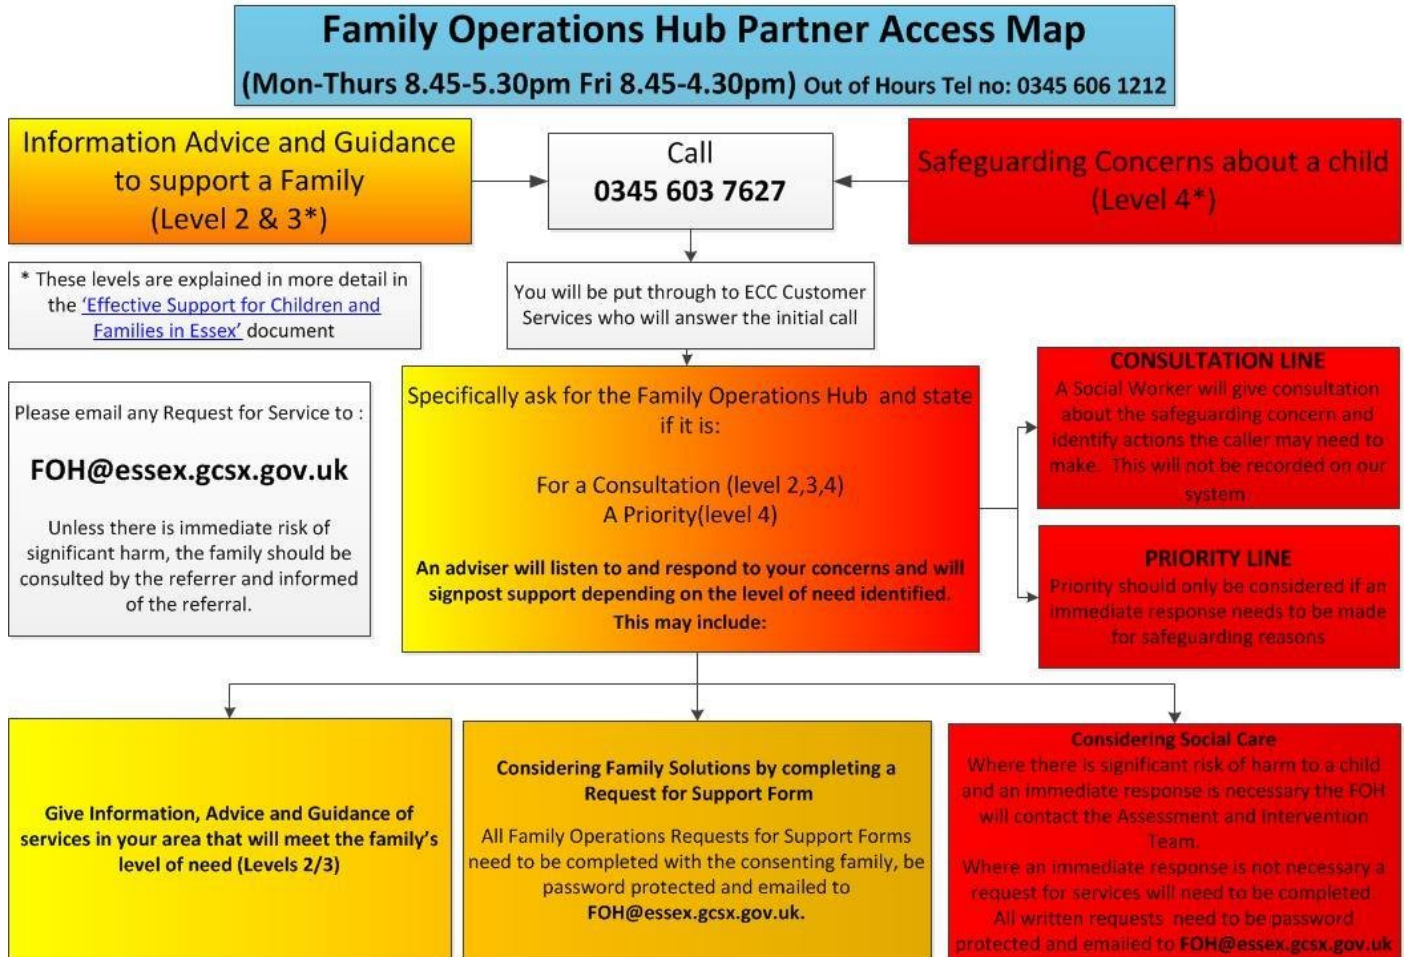 Family Operations Hub Partner Access Map
(Mon-Thurs 8.45-5.30pm Fri 8.45-4.30pm) Out of Hours Tel no: 0345 606 1212
Information Advice and Guidance
to support a Family
(Level 2 & 3*)
Call
0345 603 7627
Safeguarding Concerns about a child
(Level 4*)
* These levels are explained in more detail in
the 'Effective Support for Children and
Families in Essex' document
You will be put through to ECC Customer
Services who will answer the initial call
Please email any Request for Service to :
FOH@essex.gcsx.gov.uk
Unless there is immediate risk of
significant harm, the family should be
consulted by the referrer and informed
of the referral.
Specifically ask for the Family Operations Hub and state
if it is:
For a Consultation (level 2,3,4)
A Priority(level 4)
An adviser will listen to and respond to your concerns and will
signpost support depending on the level of need identified.
This may include:
CONSULTATION LINE
A Social Worker will give consultation
about the safeguarding concern and
identify actions the caller may need to
make. This will not be recorded on our
system
PRIORITY LINE
Priority should only be considered if an
immediate response needs to be made
for safeguarding reasons
Give Information, Advice and Guidance of
services in your area that will meet the family's
level of need (Levels 2/3)
Considering Family Solutions by completing a
Request for Support Form
All Family Operations Requests for Support Forms
need to be completed with the consenting family, be
password protected and emailed to
FOH@essex.gcsx.gov.uk.
Considering Social Care
Where there is significant risk of harm to a child
and an immediate response is necessary the FOH
will contact the Assessment and Intervention
Team.
Where an immediate response is not necessary a
request for services will need to be completed.
All written requests need to be password
protected and emailed to FOH@essex.gcsx.gov.uk